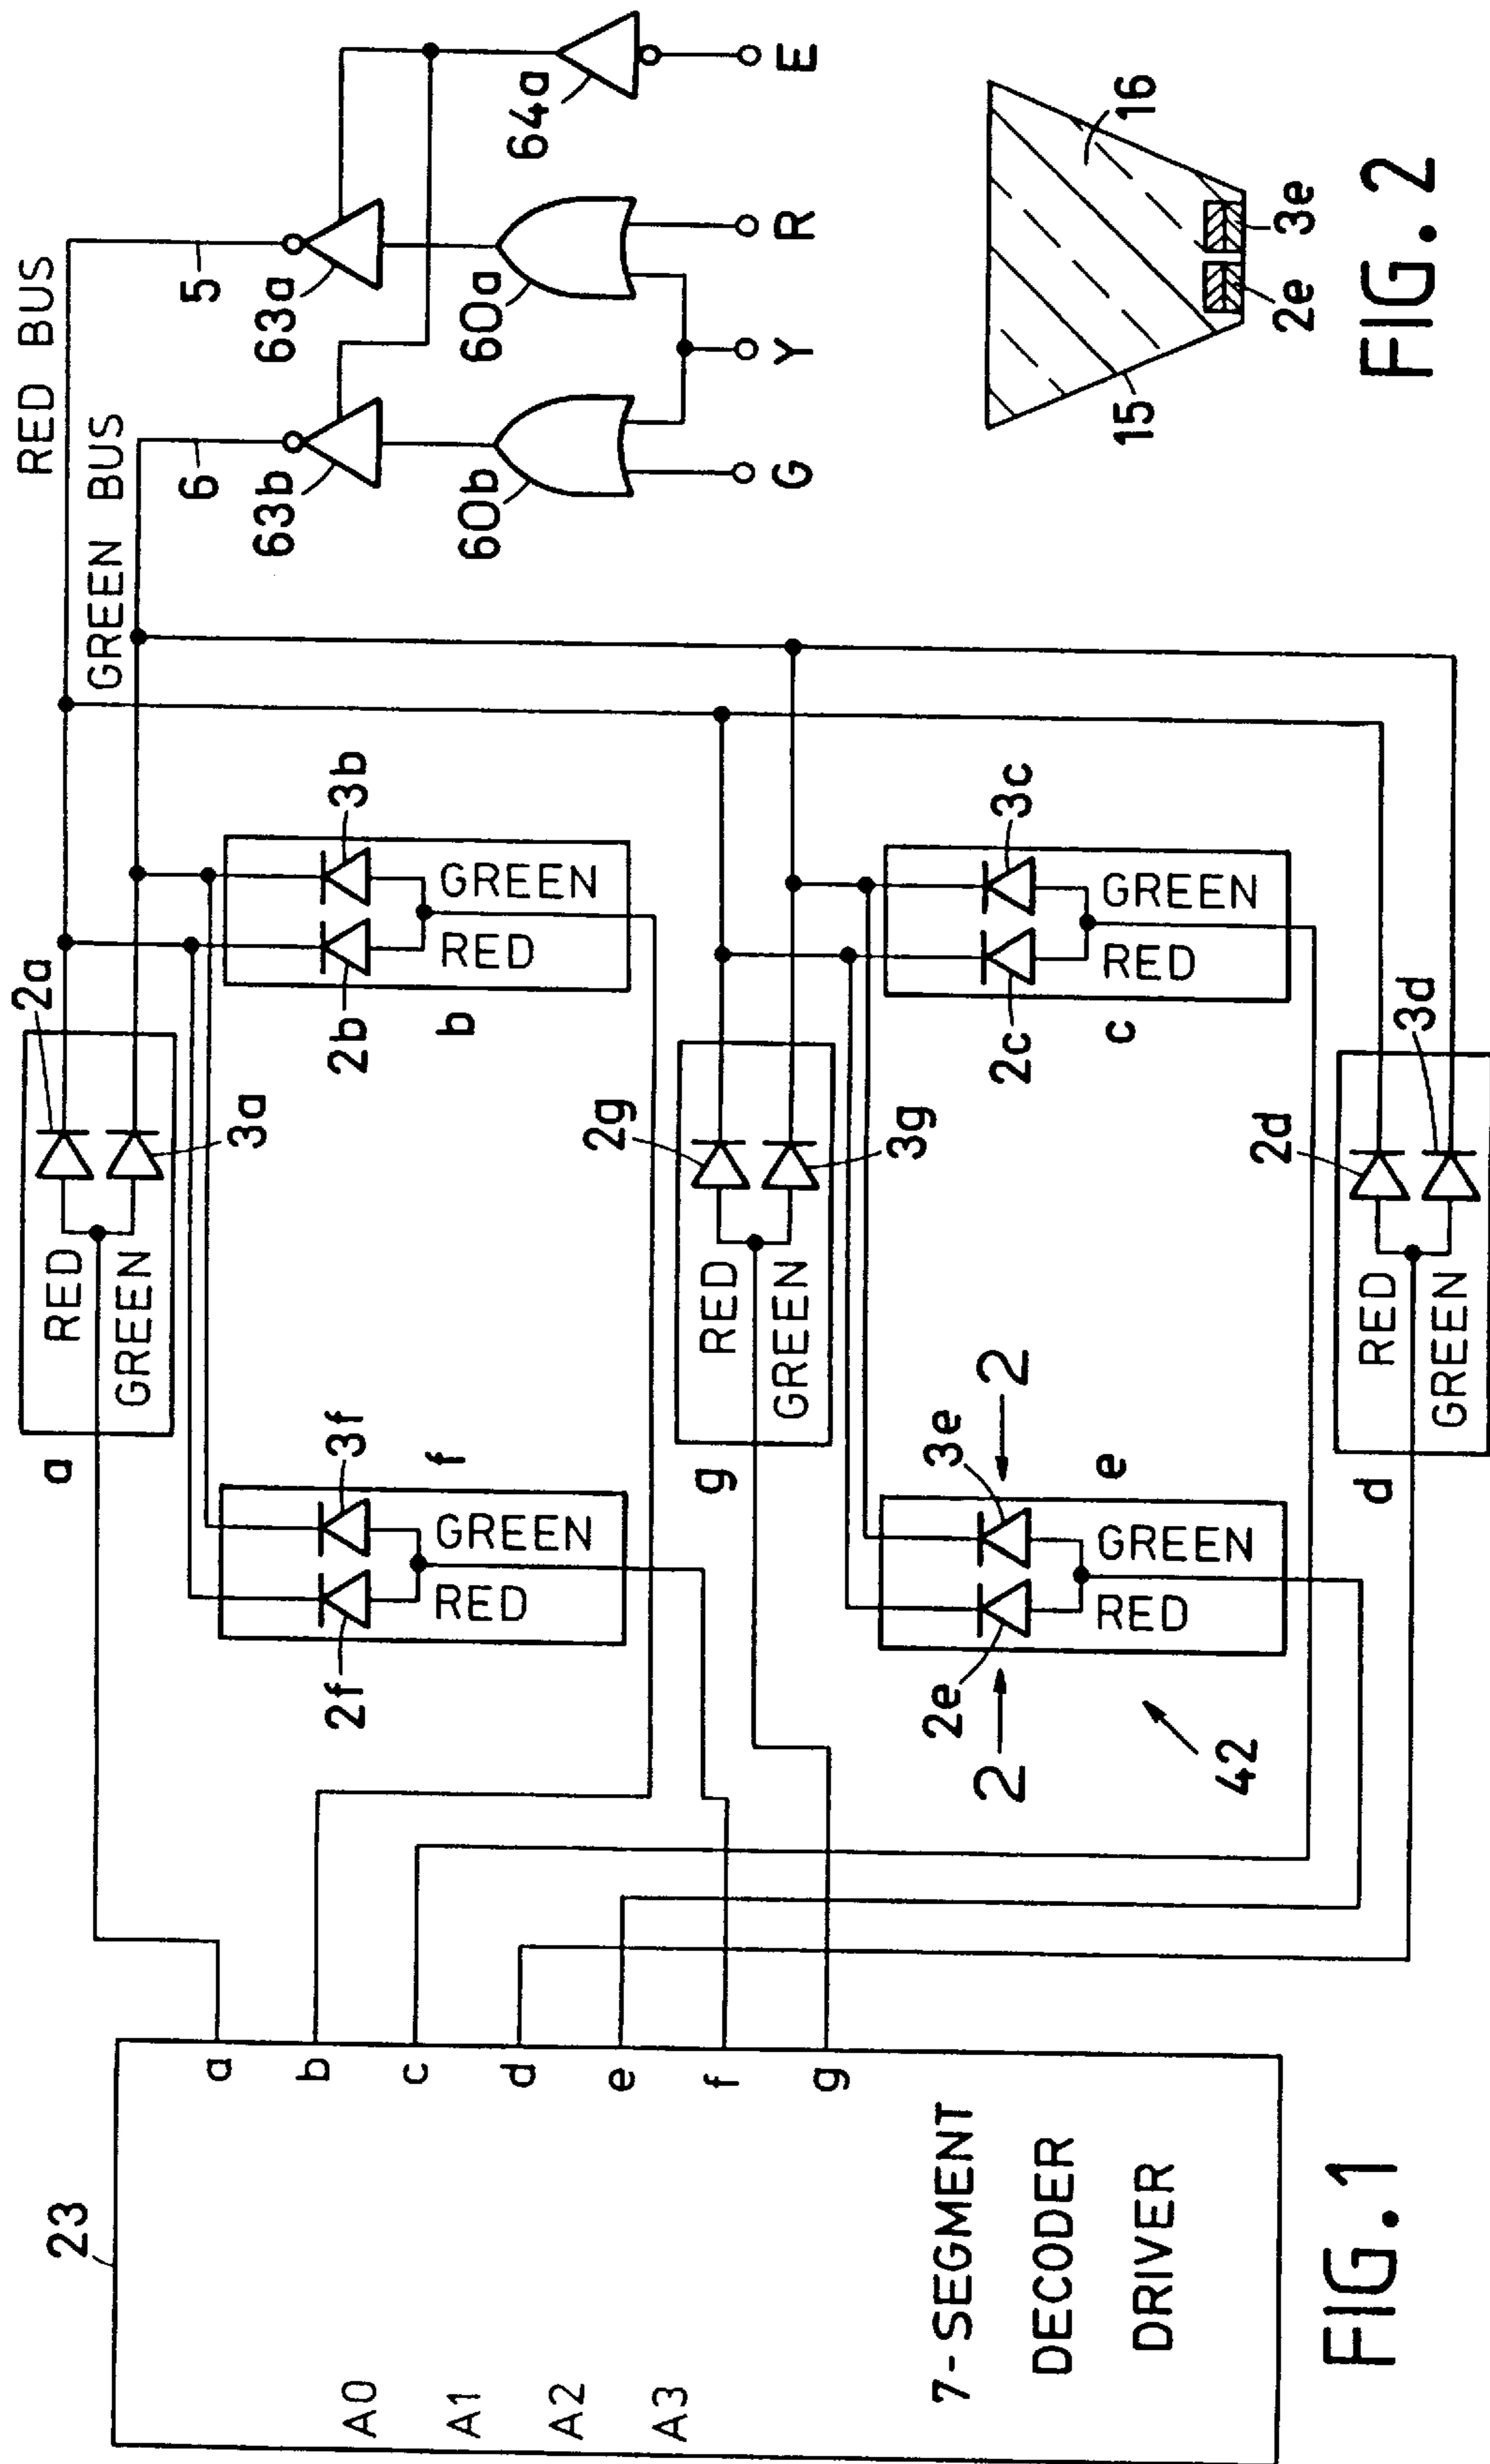 23
A0
A1
A2
A3
a
b
c
d
e
f
g
7-SEGMENT
DECODER
DRIVER
FIG. 1
a
RED
GREEN
2a
3a
2f
3f
f
RED
GREEN
2b
3b
b
RED
GREEN
g
RED
GREEN
2g
3g
2
2
2e
3e
e
RED
GREEN
42
2c
3c
c
RED
GREEN
d
RED
GREEN
2d
3d
RED BUS
GREEN BUS
5
6
63a
63b
60a
60b
64a
G
Y
R
E
15
16
2e
3e
FIG. 2